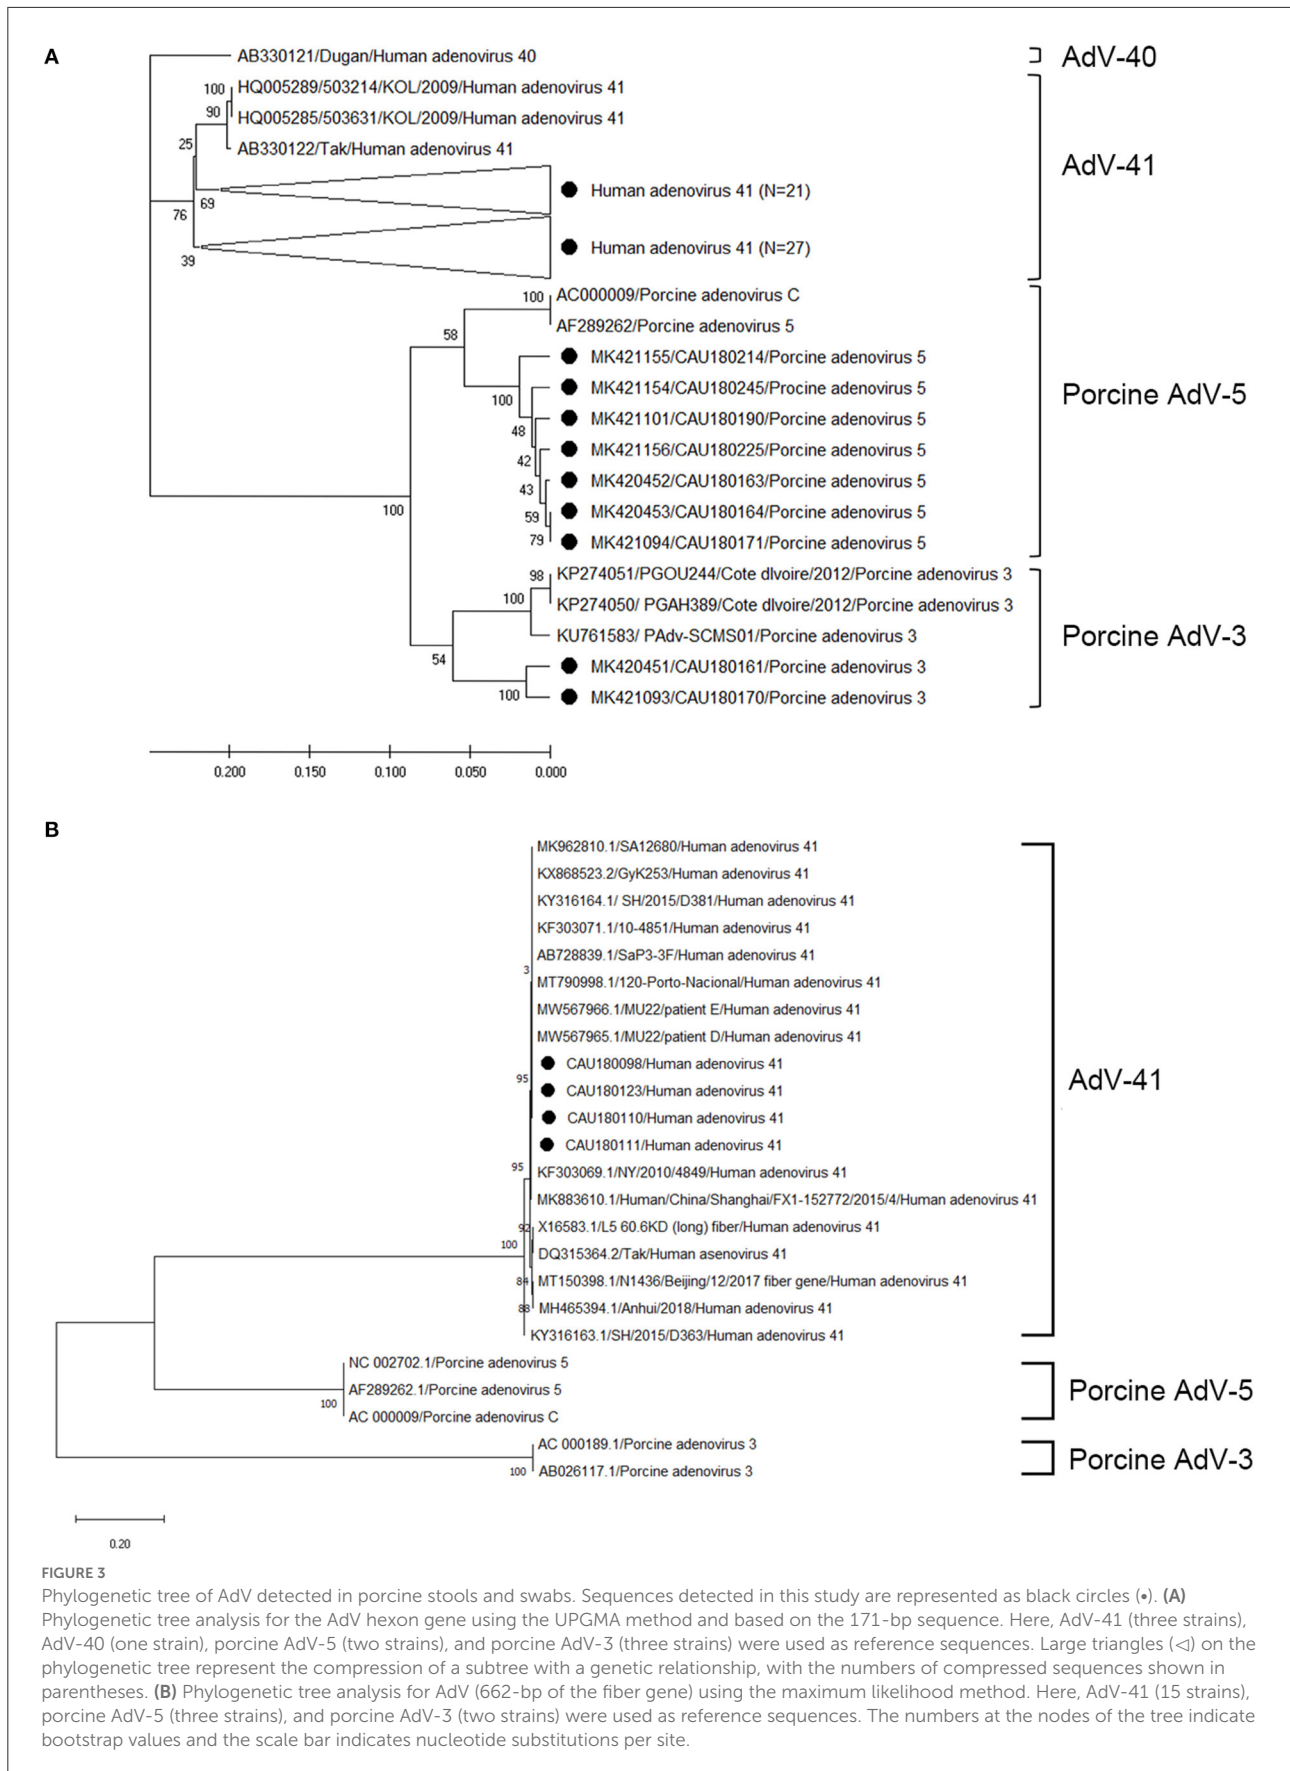 A
AB330121/Dugan/Human adenovirus 40
AdV-40
100
HQ005289/503214/KOL/2009/Human adenovirus 41
90
HQ005285/503631/KOL/2009/Human adenovirus 41
25
AB330122/Tak/Human adenovirus 41
AdV-41
Human adenovirus 41 (N=21)
69
76
Human adenovirus 41 (N=27)
39
100
AC000009/Porcine adenovirus C
AF289262/Porcine adenovirus 5
58
MK421155/CAU180214/Porcine adenovirus 5
MK421154/CAU180245/Procine adenovirus 5
Porcine AdV-5
100
MK421101/CAU180190/Porcine adenovirus 5
48
MK421156/CAU180225/Porcine adenovirus 5
42
MK420452/CAU180163/Porcine adenovirus 5
43
MK420453/CAU180164/Porcine adenovirus 5
100
59
MK421094/CAU180171/Porcine adenovirus 5
79
98
KP274051/PGOU244/Cote dIvoire/2012/Porcine adenovirus 3
100
KP274050/ PGAH389/Cote dIvoire/2012/Porcine adenovirus 3
KU761583/ PAdv-SCMS01/Porcine adenovirus 3
Porcine AdV-3
54
MK420451/CAU180161/Porcine adenovirus 3
100
MK421093/CAU180170/Porcine adenovirus 3
0.200 0.150 0.100 0.050 0.000
B
MK962810.1/SA12680/Human adenovirus 41
KX868523.2/GyK253/Human adenovirus 41
KY316164.1/ SH/2015/D381/Human adenovirus 41
KF303071.1/10-4851/Human adenovirus 41
AB728839.1/SaP3-3F/Human adenovirus 41
3
MT790998.1/120-Porto-Nacional/Human adenovirus 41
MW567966.1/MU22/patient E/Human adenovirus 41
MW567965.1/MU22/patient D/Human adenovirus 41
CAU180098/Human adenovirus 41
95
AdV-41
CAU180123/Human adenovirus 41
CAU180110/Human adenovirus 41
CAU180111/Human adenovirus 41
95
KF303069.1/NY/2010/4849/Human adenovirus 41
MK883610.1/Human/China/Shanghai/FX1-152772/2015/4/Human adenovirus 41
92
X16583.1/L5 60.6KD (long) fiber/Human adenovirus 41
100
DQ315364.2/Tak/Human asenovirus 41
84
MT150398.1/N1436/Beijing/12/2017 fiber gene/Human adenovirus 41
88
MH465394.1/Anhui/2018/Human adenovirus 41
KY316163.1/SH/2015/D363/Human adenovirus 41
NC 002702.1/Porcine adenovirus 5
AF289262.1/Porcine adenovirus 5
Porcine AdV-5
100
AC 000009/Porcine adenovirus C
AC 000189.1/Porcine adenovirus 3
Porcine AdV-3
100
AB026117.1/Porcine adenovirus 3
0.20
FIGURE 3
Phylogenetic tree of AdV detected in porcine stools and swabs. Sequences detected in this study are represented as black circles (•). (A)
Phylogenetic tree analysis for the AdV hexon gene using the UPGMA method and based on the 171-bp sequence. Here, AdV-41 (three strains),
AdV-40 (one strain), porcine AdV-5 (two strains), and porcine AdV-3 (three strains) were used as reference sequences. Large triangles (◁) on the
phylogenetic tree represent the compression of a subtree with a genetic relationship, with the numbers of compressed sequences shown in
parentheses. (B) Phylogenetic tree analysis for AdV (662-bp of the fiber gene) using the maximum likelihood method. Here, AdV-41 (15 strains),
porcine AdV-5 (three strains), and porcine AdV-3 (two strains) were used as reference sequences. The numbers at the nodes of the tree indicate
bootstrap values and the scale bar indicates nucleotide substitutions per site.